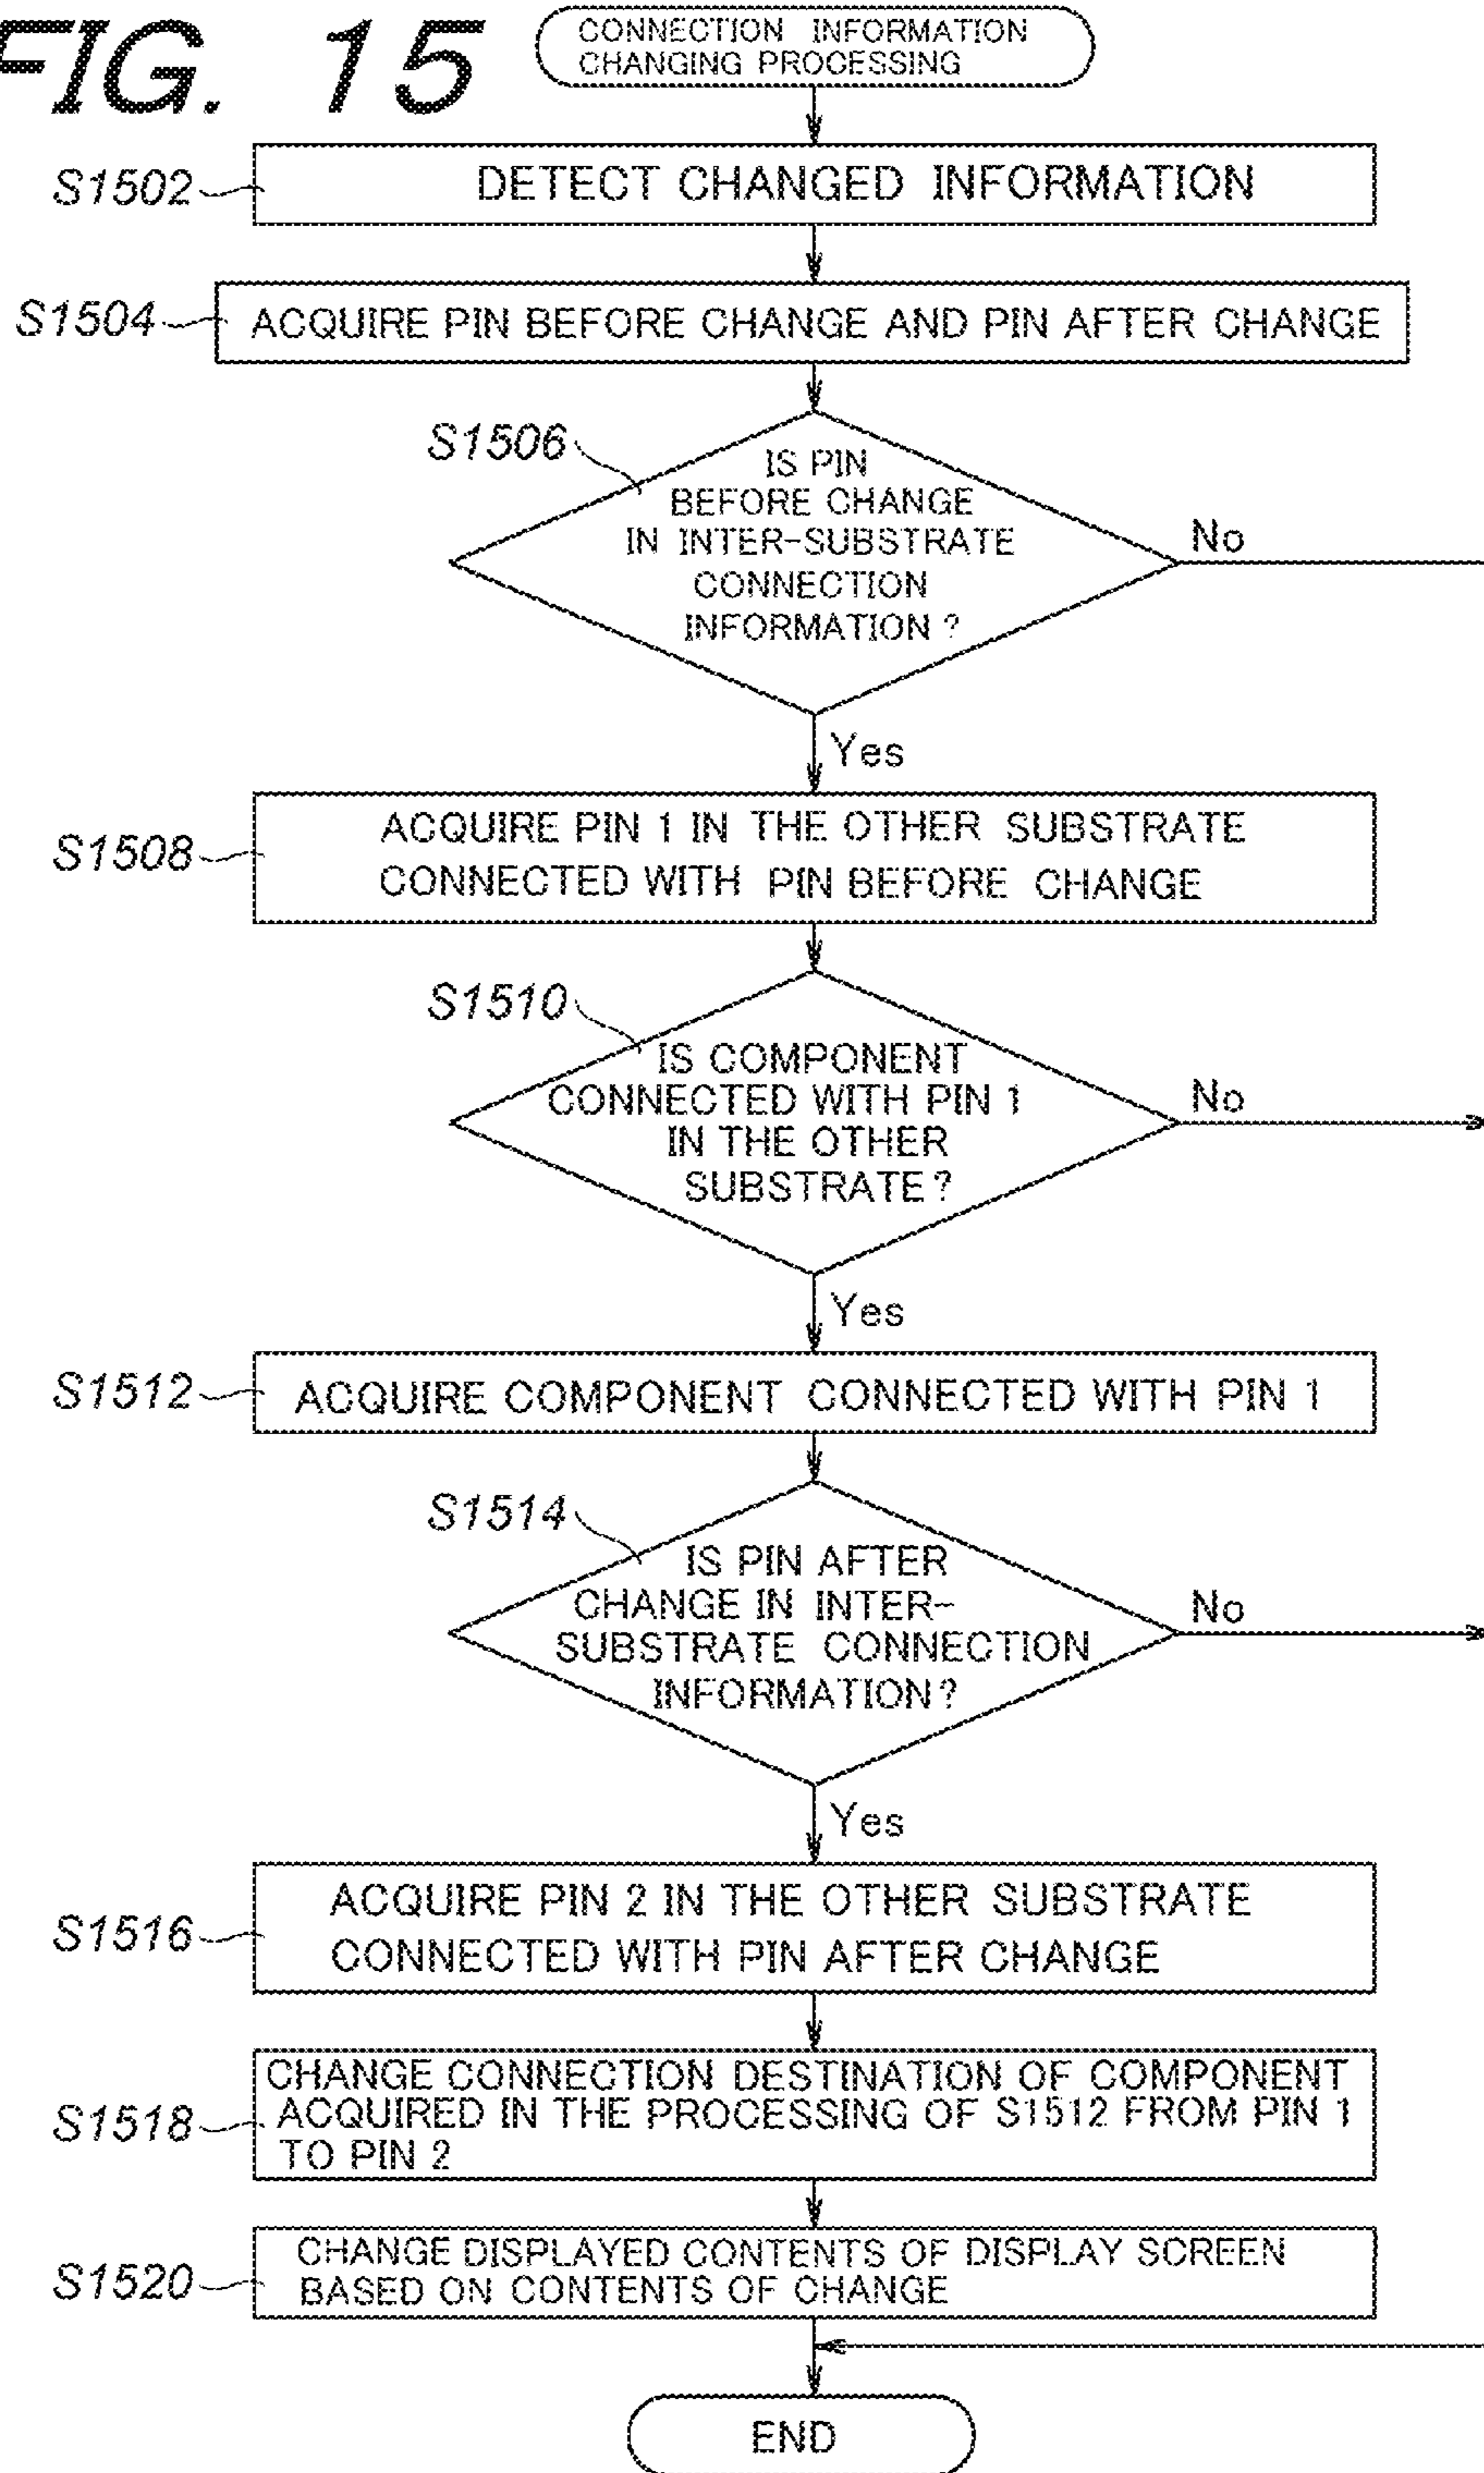 FIG. 15
CONNECTION INFORMATION
CHANGING PROCESSING
S1502
DETECT CHANGED INFORMATION
S1504
ACQUIRE PIN BEFORE CHANGE AND PIN AFTER CHANGE
S1506
IS PIN
BEFORE CHANGE
IN INTER-SUBSTRATE
CONNECTION
INFORMATION?
No
Yes
S1508
ACQUIRE PIN 1 IN THE OTHER SUBSTRATE
CONNECTED WITH PIN BEFORE CHANGE
S1510
IS COMPONENT
CONNECTED WITH PIN 1
IN THE OTHER
SUBSTRATE?
No
Yes
S1512
ACQUIRE COMPONENT CONNECTED WITH PIN 1
S1514
IS PIN AFTER
CHANGE IN INTER-
SUBSTRATE CONNECTION
INFORMATION?
No
Yes
S1516
ACQUIRE PIN 2 IN THE OTHER SUBSTRATE
CONNECTED WITH PIN AFTER CHANGE
S1518
CHANGE CONNECTION DESTINATION OF COMPONENT
ACQUIRED IN THE PROCESSING OF S1512 FROM PIN 1
TO PIN 2
S1520
CHANGE DISPLAYED CONTENTS OF DISPLAY SCREEN
BASED ON CONTENTS OF CHANGE
END